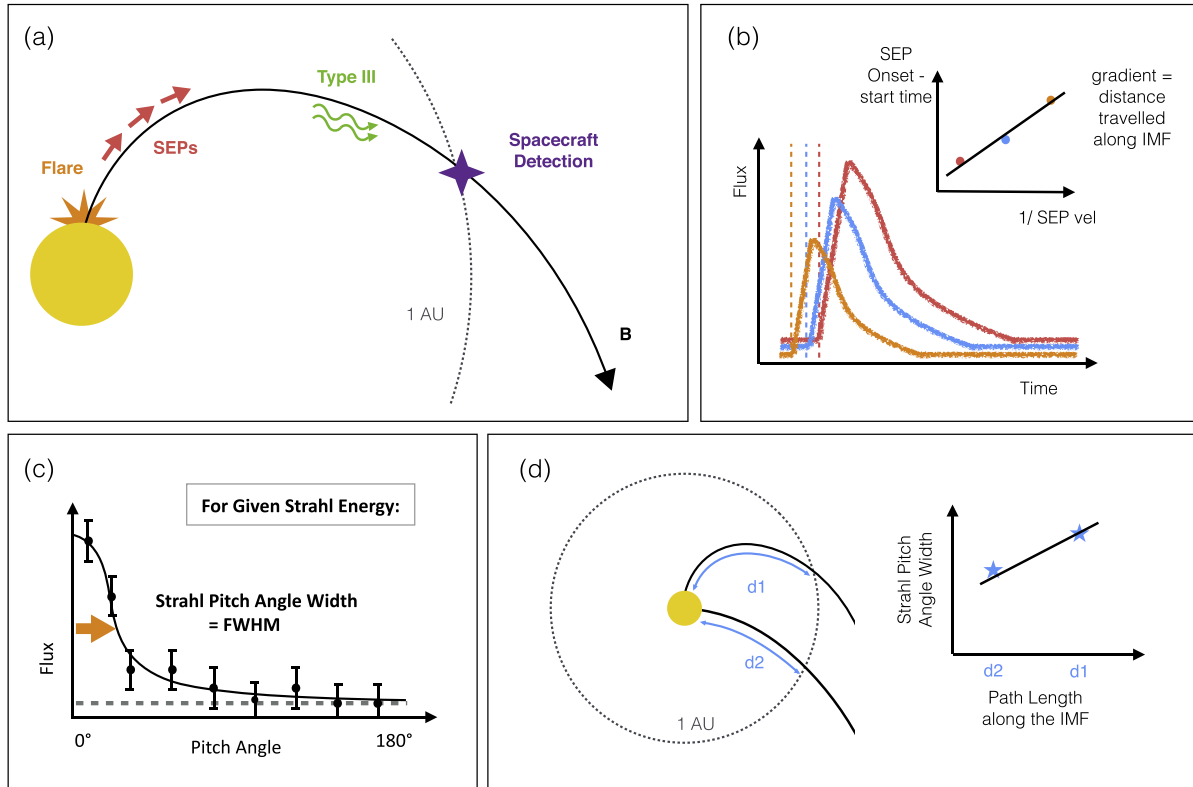 (a)
Type III
SEPs
Flare
Spacecraft
Detection
1 AU
B
(b)
SEP
Onset -
start time
gradient =
distance
travelled
along IMF
Flux
1/ SEP vel
Time
(c)
For Given Strahl Energy:
Strahl Pitch Angle Width
= FWHM
Flux
0°
180°
Pitch Angle
(d)
d1
d2
1 AU
Strahl Pitch
Angle Width
d2
d1
Path Length
along the IMF